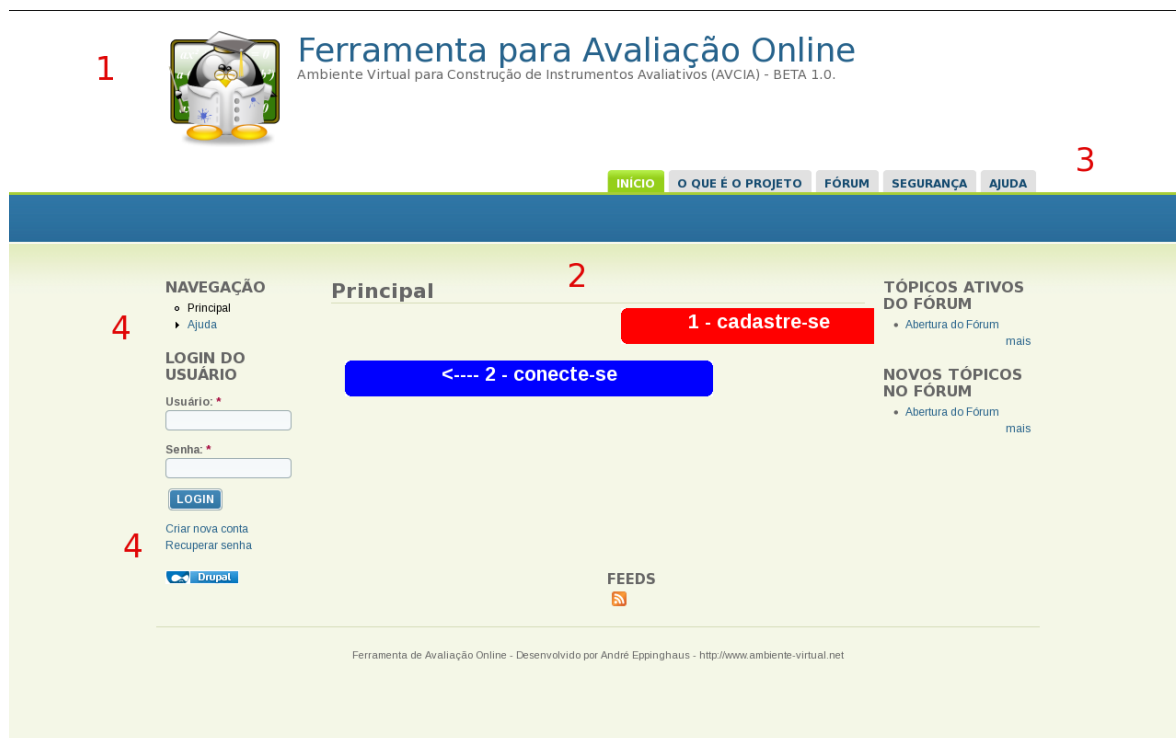 1
Ferramenta para Avaliação Online
Ambiente Virtual para Construção de Instrumentos Avaliativos (AVCIA) - BETA 1.0.
3
INÍCIO O QUE É O PROJETO FÓRUM SEGURANÇA AJUDA
2
NAVEGAÇÃO
Principal
Ajuda
4
LOGIN DO
USUÁRIO
Usuário: *
Senha: *
LOGIN
Criar nova conta
4
Recuperar senha
Drupal
Principal
1 - cadastre-se
<---- 2 - conecte-se
TÓPICOS ATIVOS
DO FÓRUM
Abertura do Fórum
mais
NOVOS TÓPICOS
NO FÓRUM
Abertura do Fórum
mais
FEEDS
Ferramenta de Avaliação Online - Desenvolvido por André Eppinghaus - http://www.ambiente-virtual.net